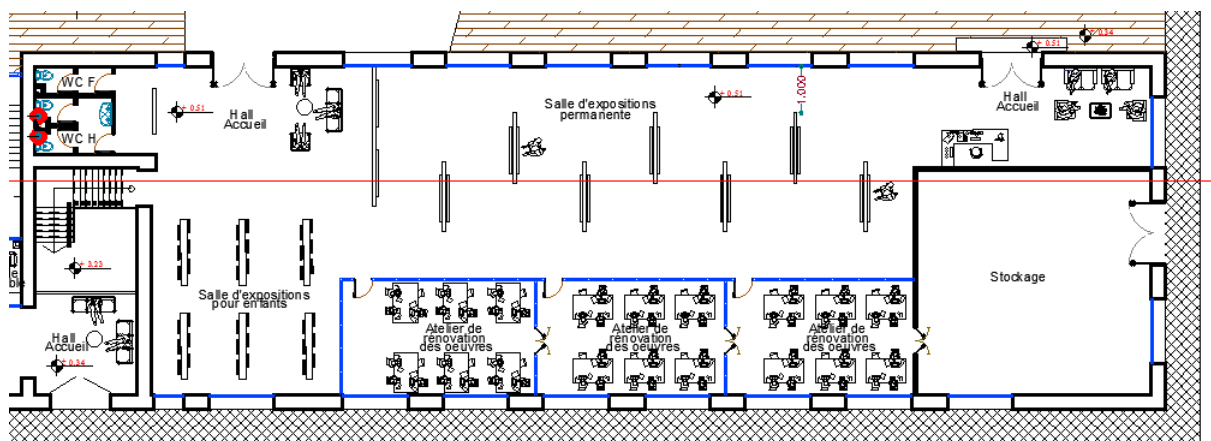 + 0.34
+ 0.51
WC F
+ 0.51
Hall
Accueil
Salle d'expositions
permanente
+ 0.51
1.000
Hall
Accueil
WC H
+ 3.23
Salle d'expositions
pour enfants
Stockage
Hall
Accueil
+ 0.34
Atelier de
rénovation
des oeuvres
Atelier de
rénovation
des oeuvres
Atelier de
rénovation
des oeuvres